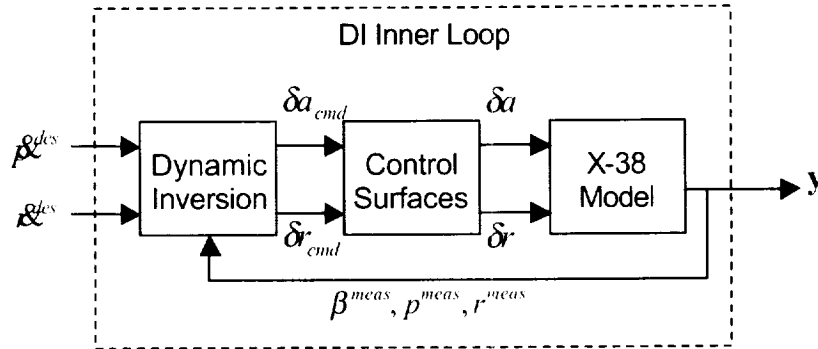 DI Inner Loop
δa_cmd
δa
p&^des
Dynamic
Inversion
Control
Surfaces
X-38
Model
y
&^des
δr_cmd
δr
β^meas, p^meas, r^meas